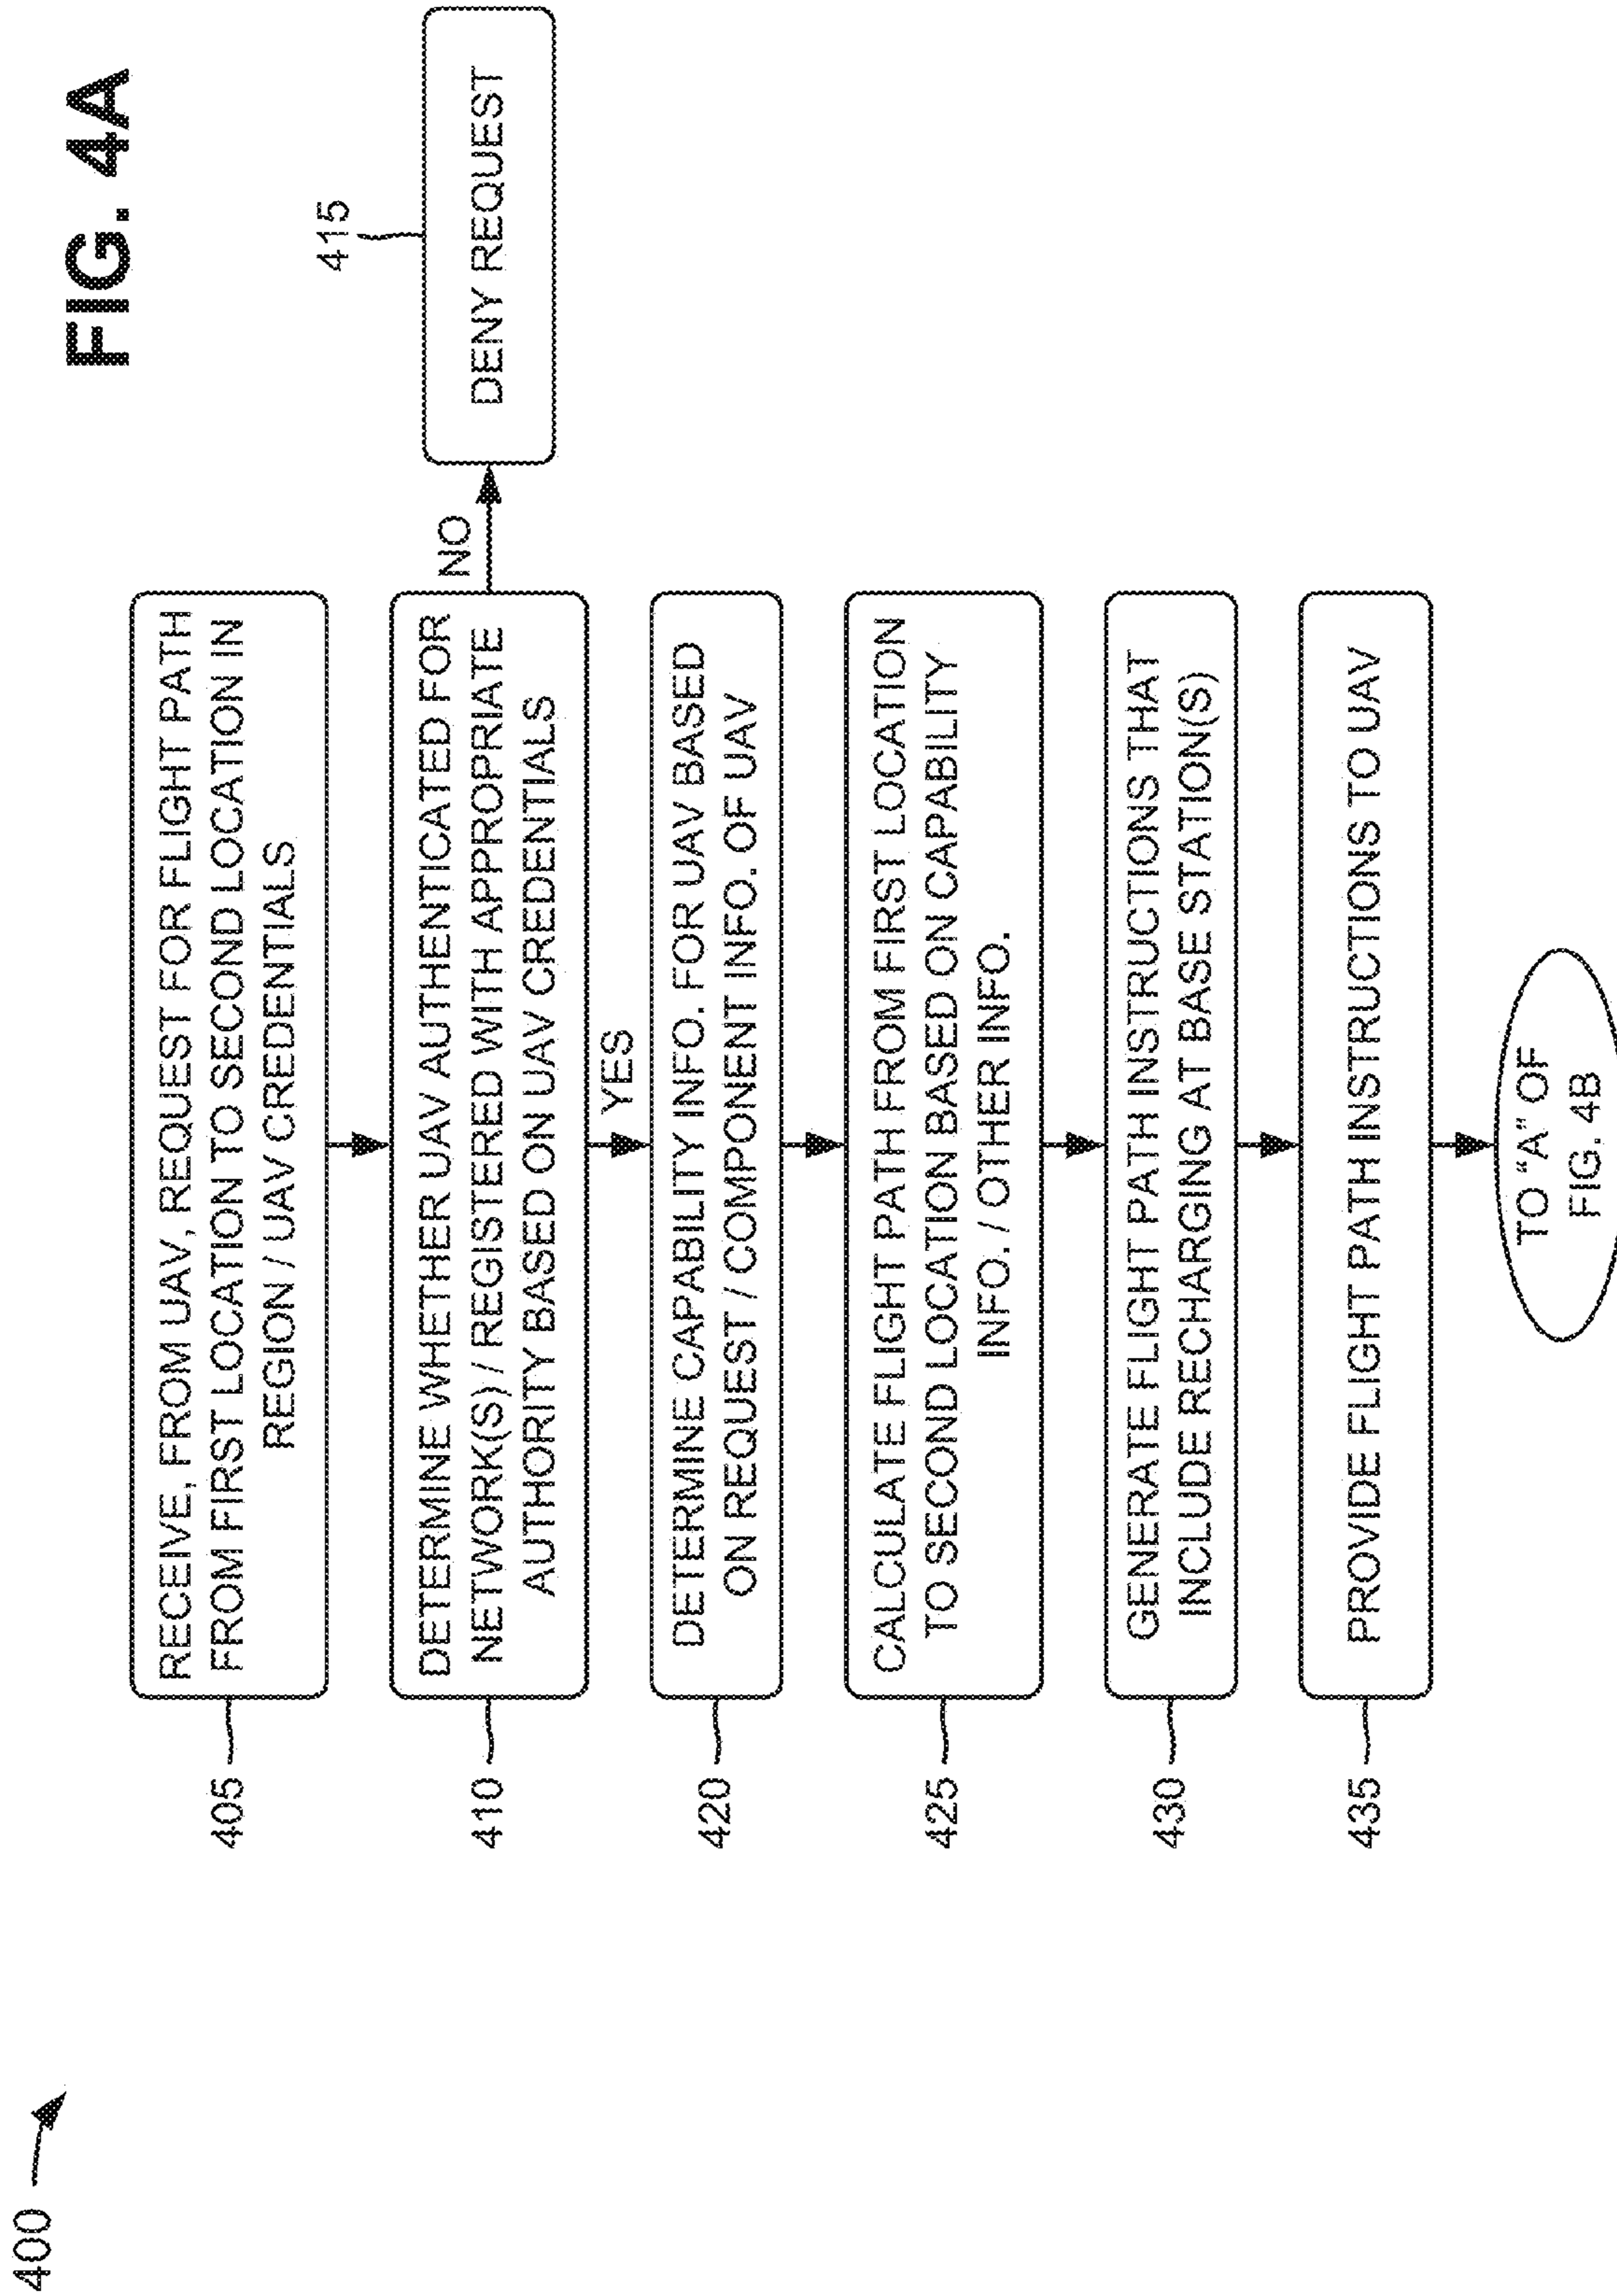 400
FIG. 4A
405
RECEIVE, FROM UAV, REQUEST FOR FLIGHT PATH
FROM FIRST LOCATION TO SECOND LOCATION IN
REGION / UAV CREDENTIALS
410
DETERMINE WHETHER UAV AUTHENTICATED FOR
NETWORK(S) / REGISTERED WITH APPROPRIATE
AUTHORITY BASED ON UAV CREDENTIALS
NO
415
DENY REQUEST
YES
420
DETERMINE CAPABILITY INFO. FOR UAV BASED
ON REQUEST / COMPONENT INFO. OF UAV
425
CALCULATE FLIGHT PATH FROM FIRST LOCATION
TO SECOND LOCATION BASED ON CAPABILITY
INFO. / OTHER INFO.
430
GENERATE FLIGHT PATH INSTRUCTIONS THAT
INCLUDE RECHARGING AT BASE STATION(S)
435
PROVIDE FLIGHT PATH INSTRUCTIONS TO UAV
TO “A” OF
FIG. 4B